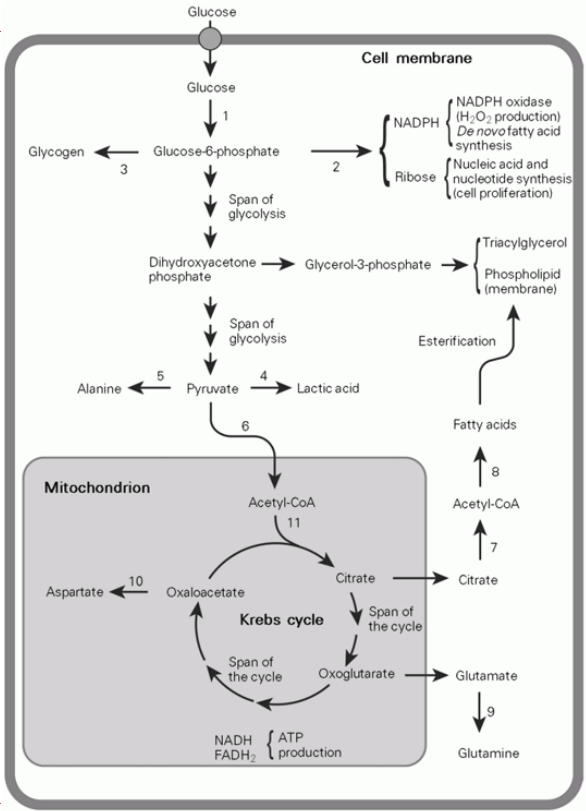 Glucose
Cell membrane
Glucose
1
NADPH oxidase
(H₂O₂ production)
De novo fatty acid
synthesis
NADPH
Glycogen
3
Glucose-6-phosphate
2
Ribose
Nucleic acid and
nucleotide synthesis
(cell proliferation)
Span of
glycolysis
Dihydroxyacetone
phosphate
Glycerol-3-phosphate
Triacylglycerol
Phospholipid
(membrane)
Span of
glycolysis
Esterification
Alanine
5
Pyruvate
4
Lactic acid
6
Fatty acids
8
Mitochondrion
Acetyl-CoA
Acetyl-CoA
11
7
Aspartate
10
Oxaloacetate
Citrate
Citrate
Krebs cycle
Span of
the cycle
Span of
the cycle
Oxoglutarate
Glutamate
9
NADH
FADH₂
ATP
production
Glutamine